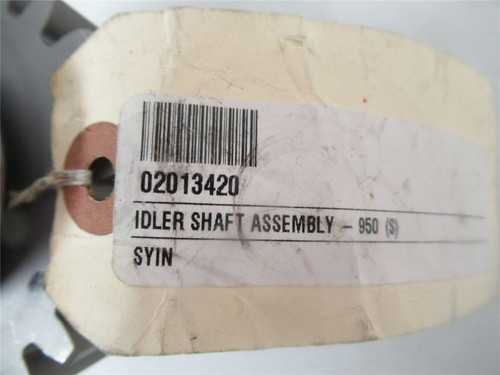 02013420
IDLER SHAFT ASSEMBLY - 950 (S)
SYIN